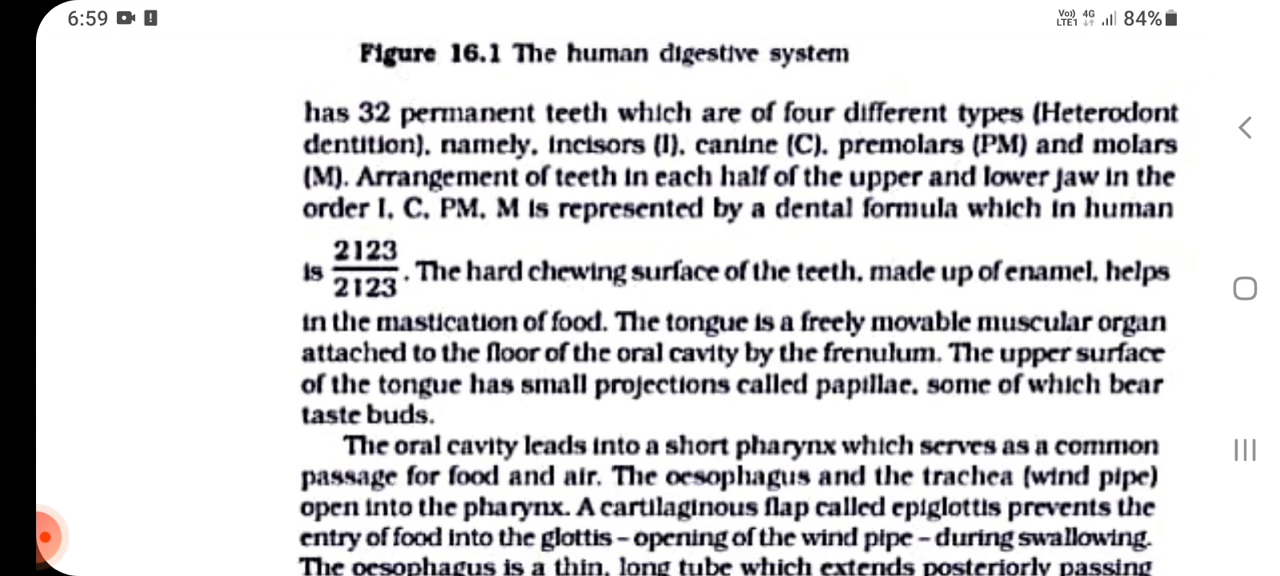 6:59
Vo)) 4G
LTE1 84%
Figure 16.1 The human digestive system
has 32 permanent teeth which are of four different types (Heterodont
dentition), namely, incisors (I), canine (C), premolars (PM) and molars
(M). Arrangement of teeth in each half of the upper and lower jaw in the
order I, C, PM, M is represented by a dental formula which in human
is 2123/2123. The hard chewing surface of the teeth, made up of enamel, helps
in the mastication of food. The tongue is a freely movable muscular organ
attached to the floor of the oral cavity by the frenulum. The upper surface
of the tongue has small projections called papillae, some of which bear
taste buds.
The oral cavity leads into a short pharynx which serves as a common
passage for food and air. The oesophagus and the trachea (wind pipe)
open into the pharynx. A cartilaginous flap called epiglottis prevents the
entry of food into the glottis – opening of the wind pipe – during swallowing.
The oesophagus is a thin, long tube which extends posteriorly passing